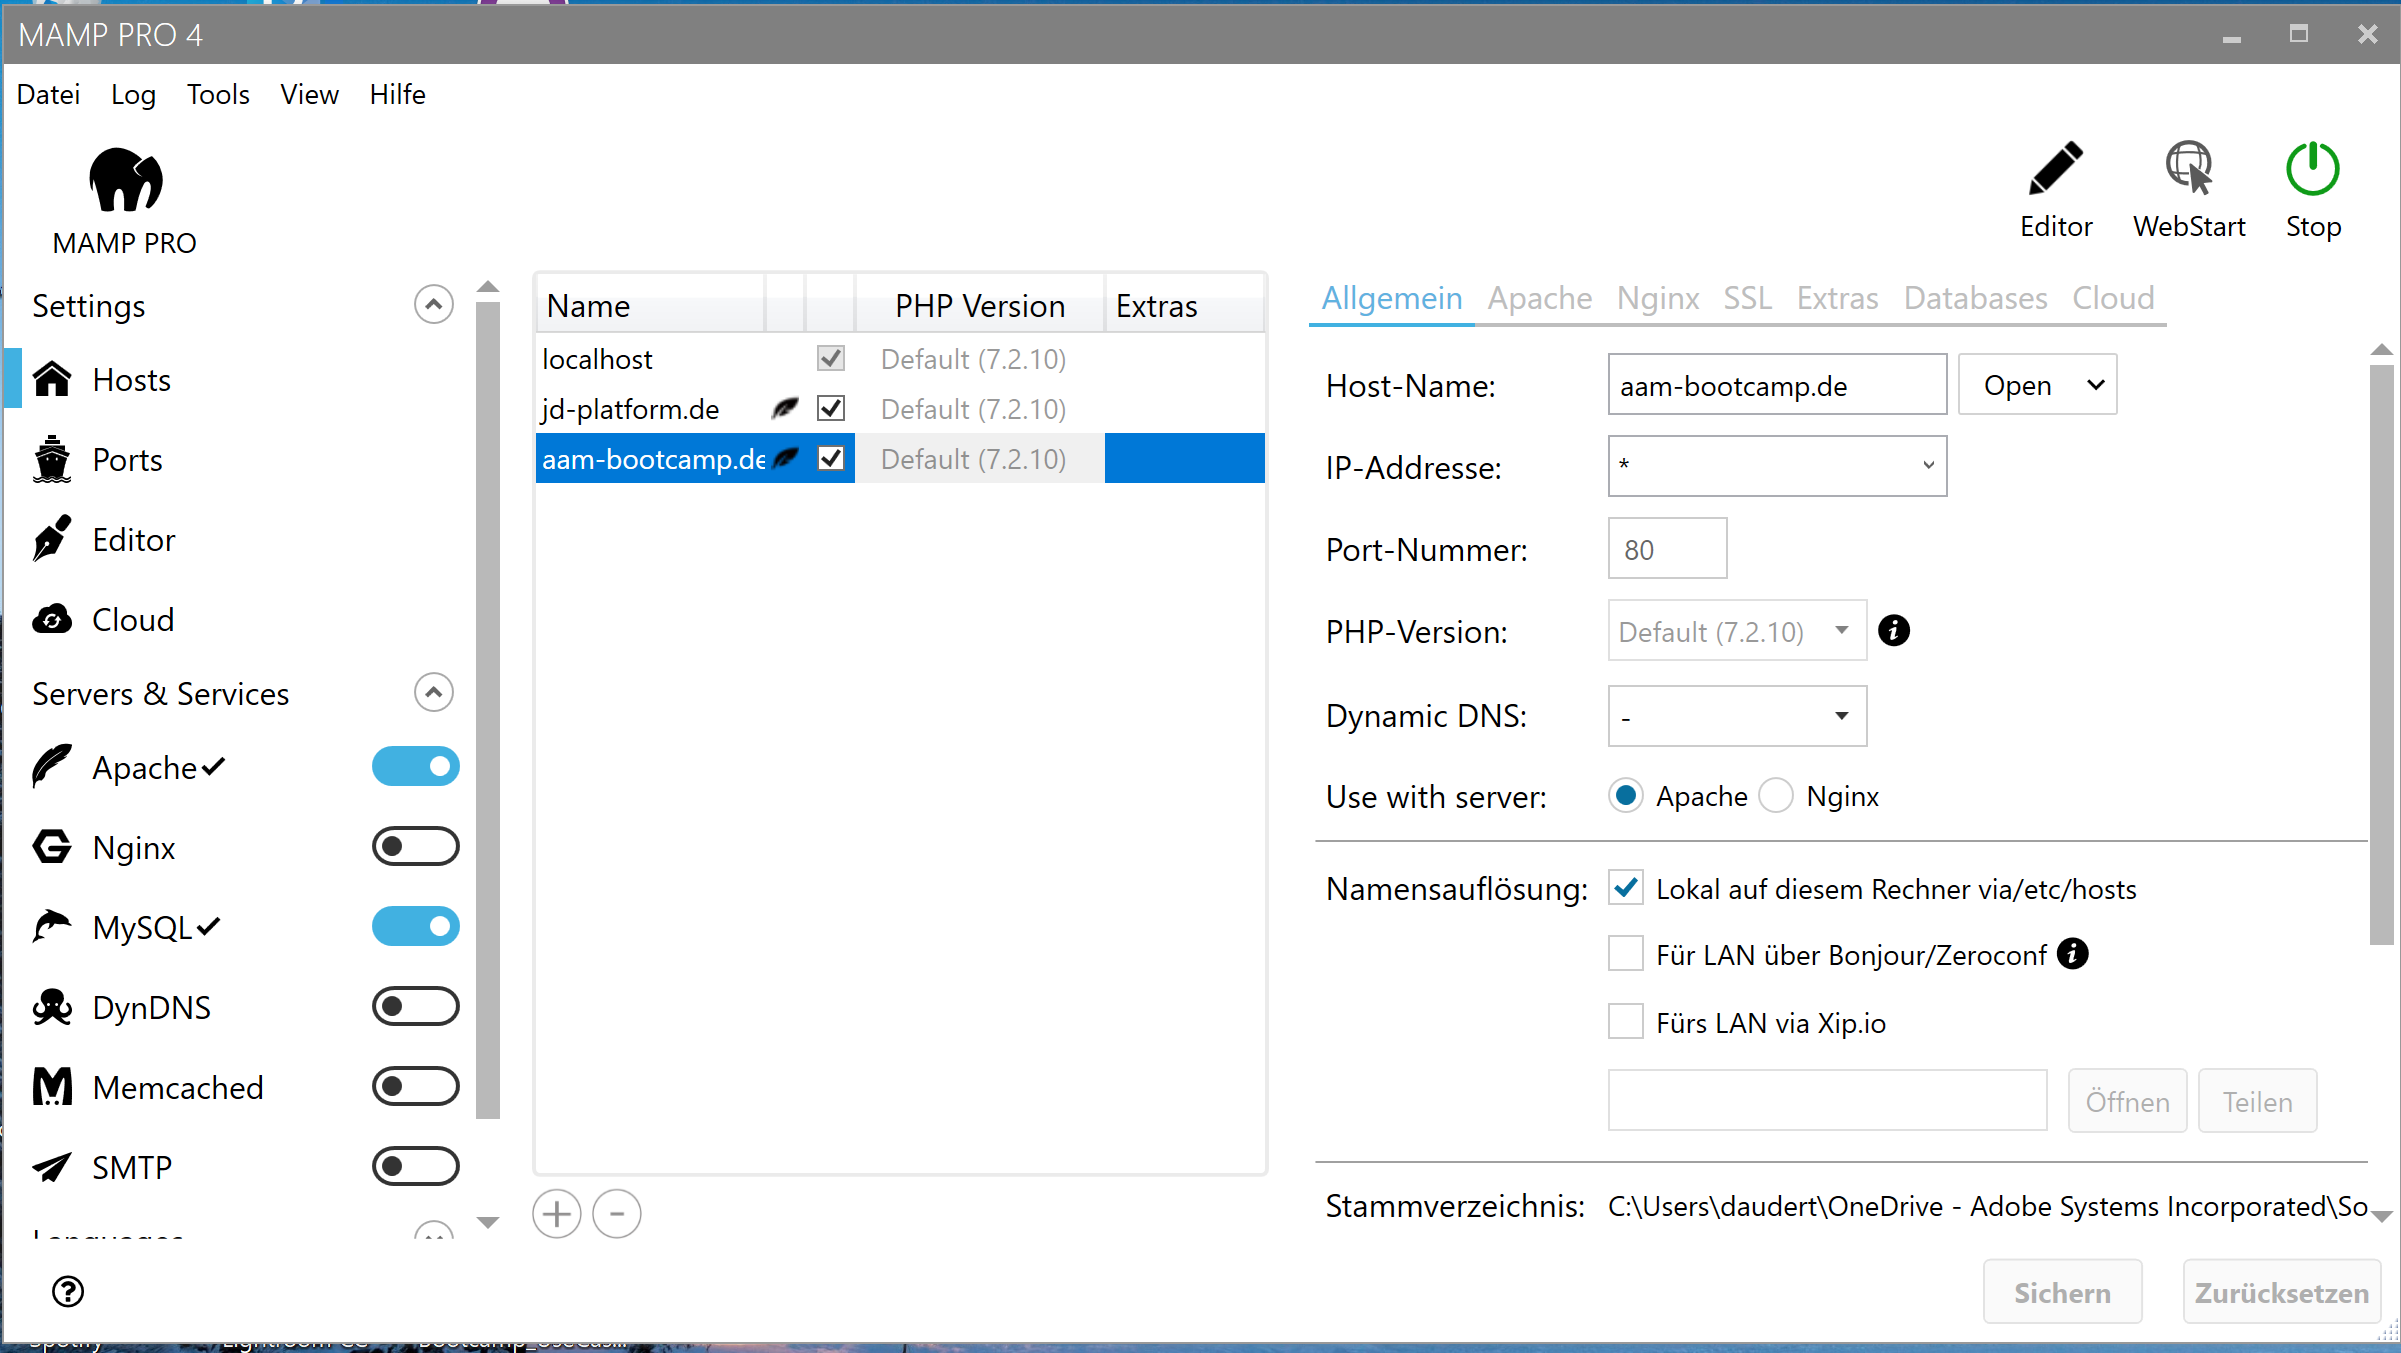 MAMP PRO 4
Datei Log Tools View Hilfe
MAMP PRO
Editor WebStart Stop
Settings
Hosts
Ports
Editor
Cloud
Servers & Services
Apache
Nginx
MySQL
DynDNS
Memcached
SMTP
Languages
Name PHP Version Extras
localhost Default (7.2.10)
jd-platform.de Default (7.2.10)
aam-bootcamp.de Default (7.2.10)
Allgemein Apache Nginx SSL Extras Databases Cloud
Host-Name: aam-bootcamp.de Open
IP-Addresse: *
Port-Nummer: 80
PHP-Version: Default (7.2.10)
Dynamic DNS: -
Use with server: Apache Nginx
Namensauflösung: Lokal auf diesem Rechner via/etc/hosts
Für LAN über Bonjour/Zeroconf
Fürs LAN via Xip.io
Öffnen Teilen
Stammverzeichnis: C:\Users\daudert\OneDrive - Adobe Systems Incorporated\So
Sichern Zurücksetzen
Spotify Lightroom CC